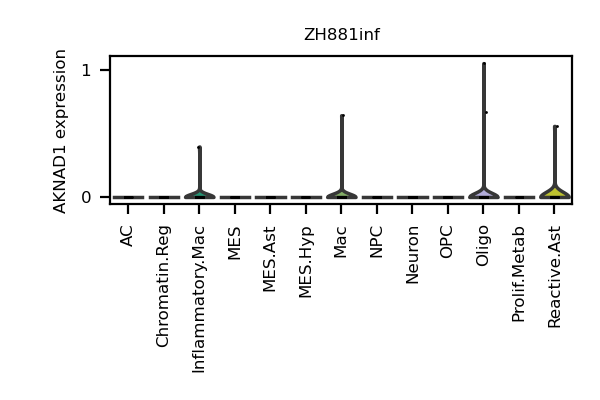 ZH881inf
AKNAD1 expression
1
0
AC
Chromatin.Reg
Inflammatory.Mac
MES
MES.Ast
MES.Hyp
Mac
NPC
Neuron
OPC
Oligo
Prolif.Metab
Reactive.Ast